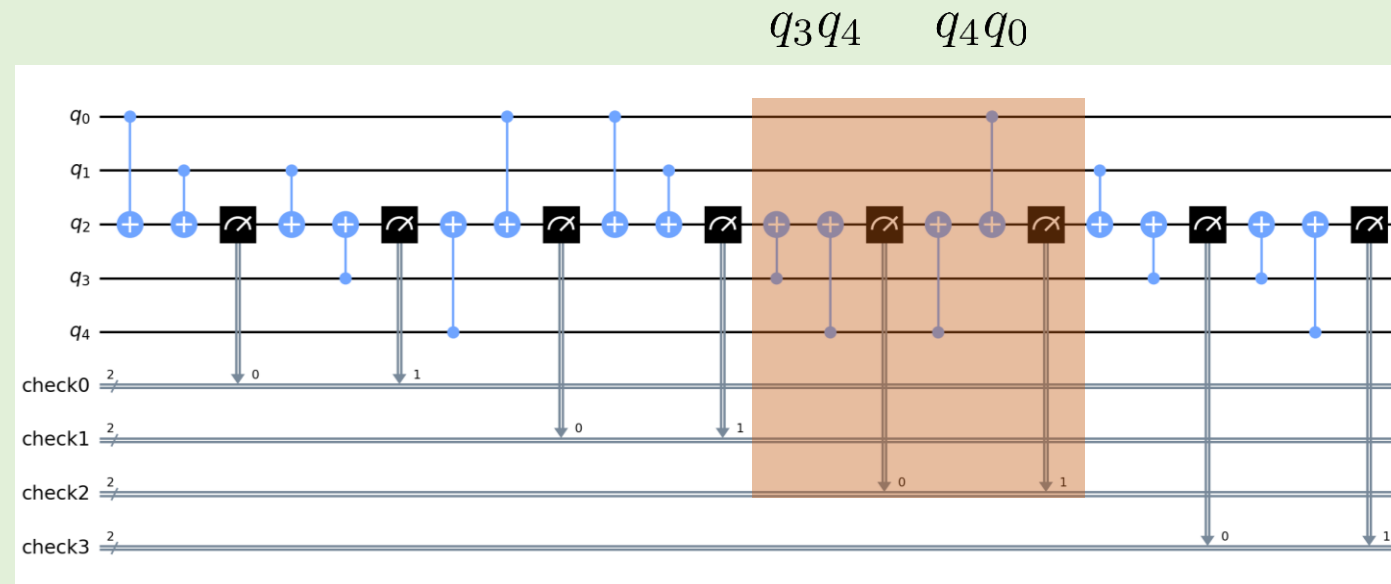 q₃q₄ q₄q₀
q₀
q₁
q₂
q₃
q₄
check0 2 0 1
check1 2 0 1
check2 2 0 1
check3 2 0 1